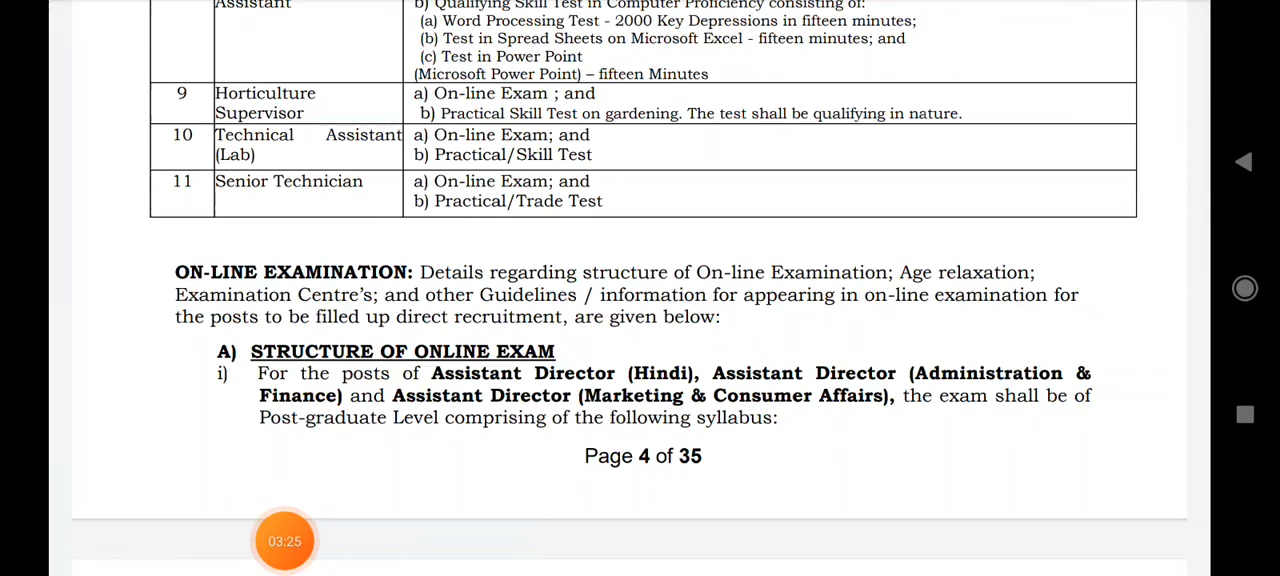 Assistant
b) Qualifying Skill Test in Computer Proficiency consisting of:
(a) Word Processing Test - 2000 Key Depressions in fifteen minutes;
(b) Test in Spread Sheets on Microsoft Excel - fifteen minutes; and
(c) Test in Power Point
(Microsoft Power Point) – fifteen Minutes
9 Horticulture a) On-line Exam ; and
Supervisor b) Practical Skill Test on gardening. The test shall be qualifying in nature.
10 Technical Assistant a) On-line Exam; and
(Lab) b) Practical/Skill Test
11 Senior Technician a) On-line Exam; and
b) Practical/Trade Test
ON-LINE EXAMINATION: Details regarding structure of On-line Examination; Age relaxation;
Examination Centre's; and other Guidelines / information for appearing in on-line examination for
the posts to be filled up direct recruitment, are given below:
A) STRUCTURE OF ONLINE EXAM
i) For the posts of Assistant Director (Hindi), Assistant Director (Administration &
Finance) and Assistant Director (Marketing & Consumer Affairs), the exam shall be of
Post-graduate Level comprising of the following syllabus:
Page 4 of 35
03:25